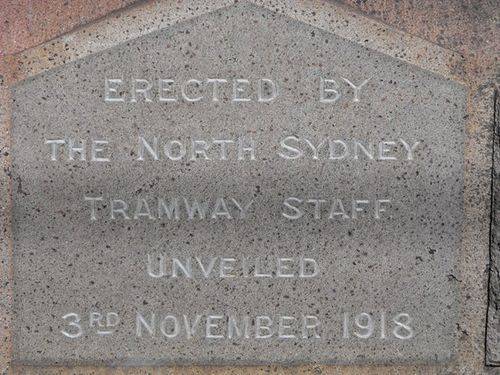 ERECTED BY
THE NORTH SYDNEY
TRAMWAY STAFF
UNVEILED
3RD NOVEMBER 1918